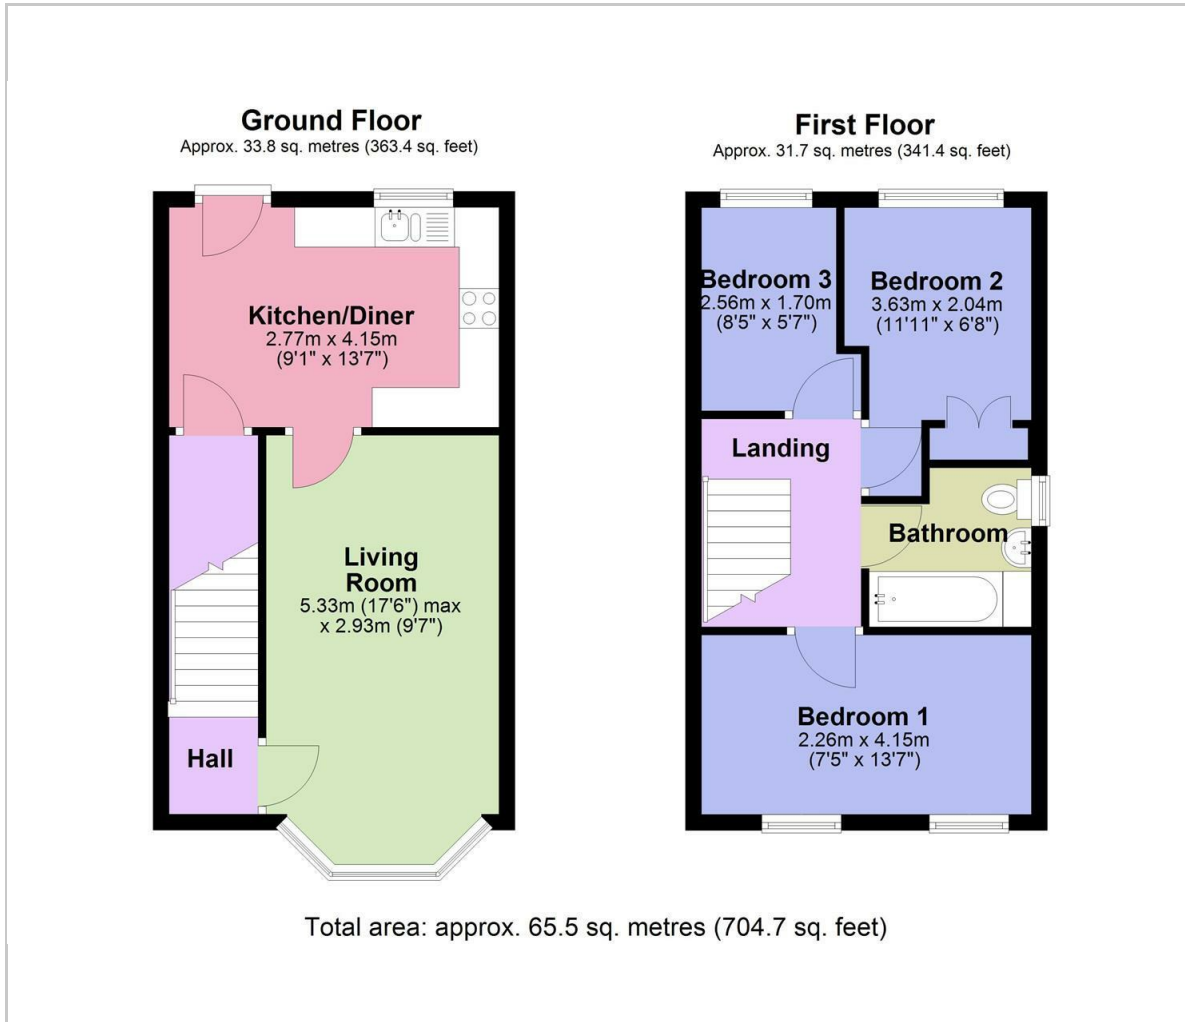 Ground Floor
Approx. 33.8 sq. metres (363.4 sq. feet)
Kitchen/Diner
2.77m x 4.15m
(9'1" x 13'7")
Living
Room
5.33m (17'6") max
x 2.93m (9'7")
Hall
First Floor
Approx. 31.7 sq. metres (341.4 sq. feet)
Bedroom 3
2.56m x 1.70m
(8'5" x 5'7")
Bedroom 2
3.63m x 2.04m
(11'11" x 6'8")
Landing
Bathroom
Bedroom 1
2.26m x 4.15m
(7'5" x 13'7")
Total area: approx. 65.5 sq. metres (704.7 sq. feet)